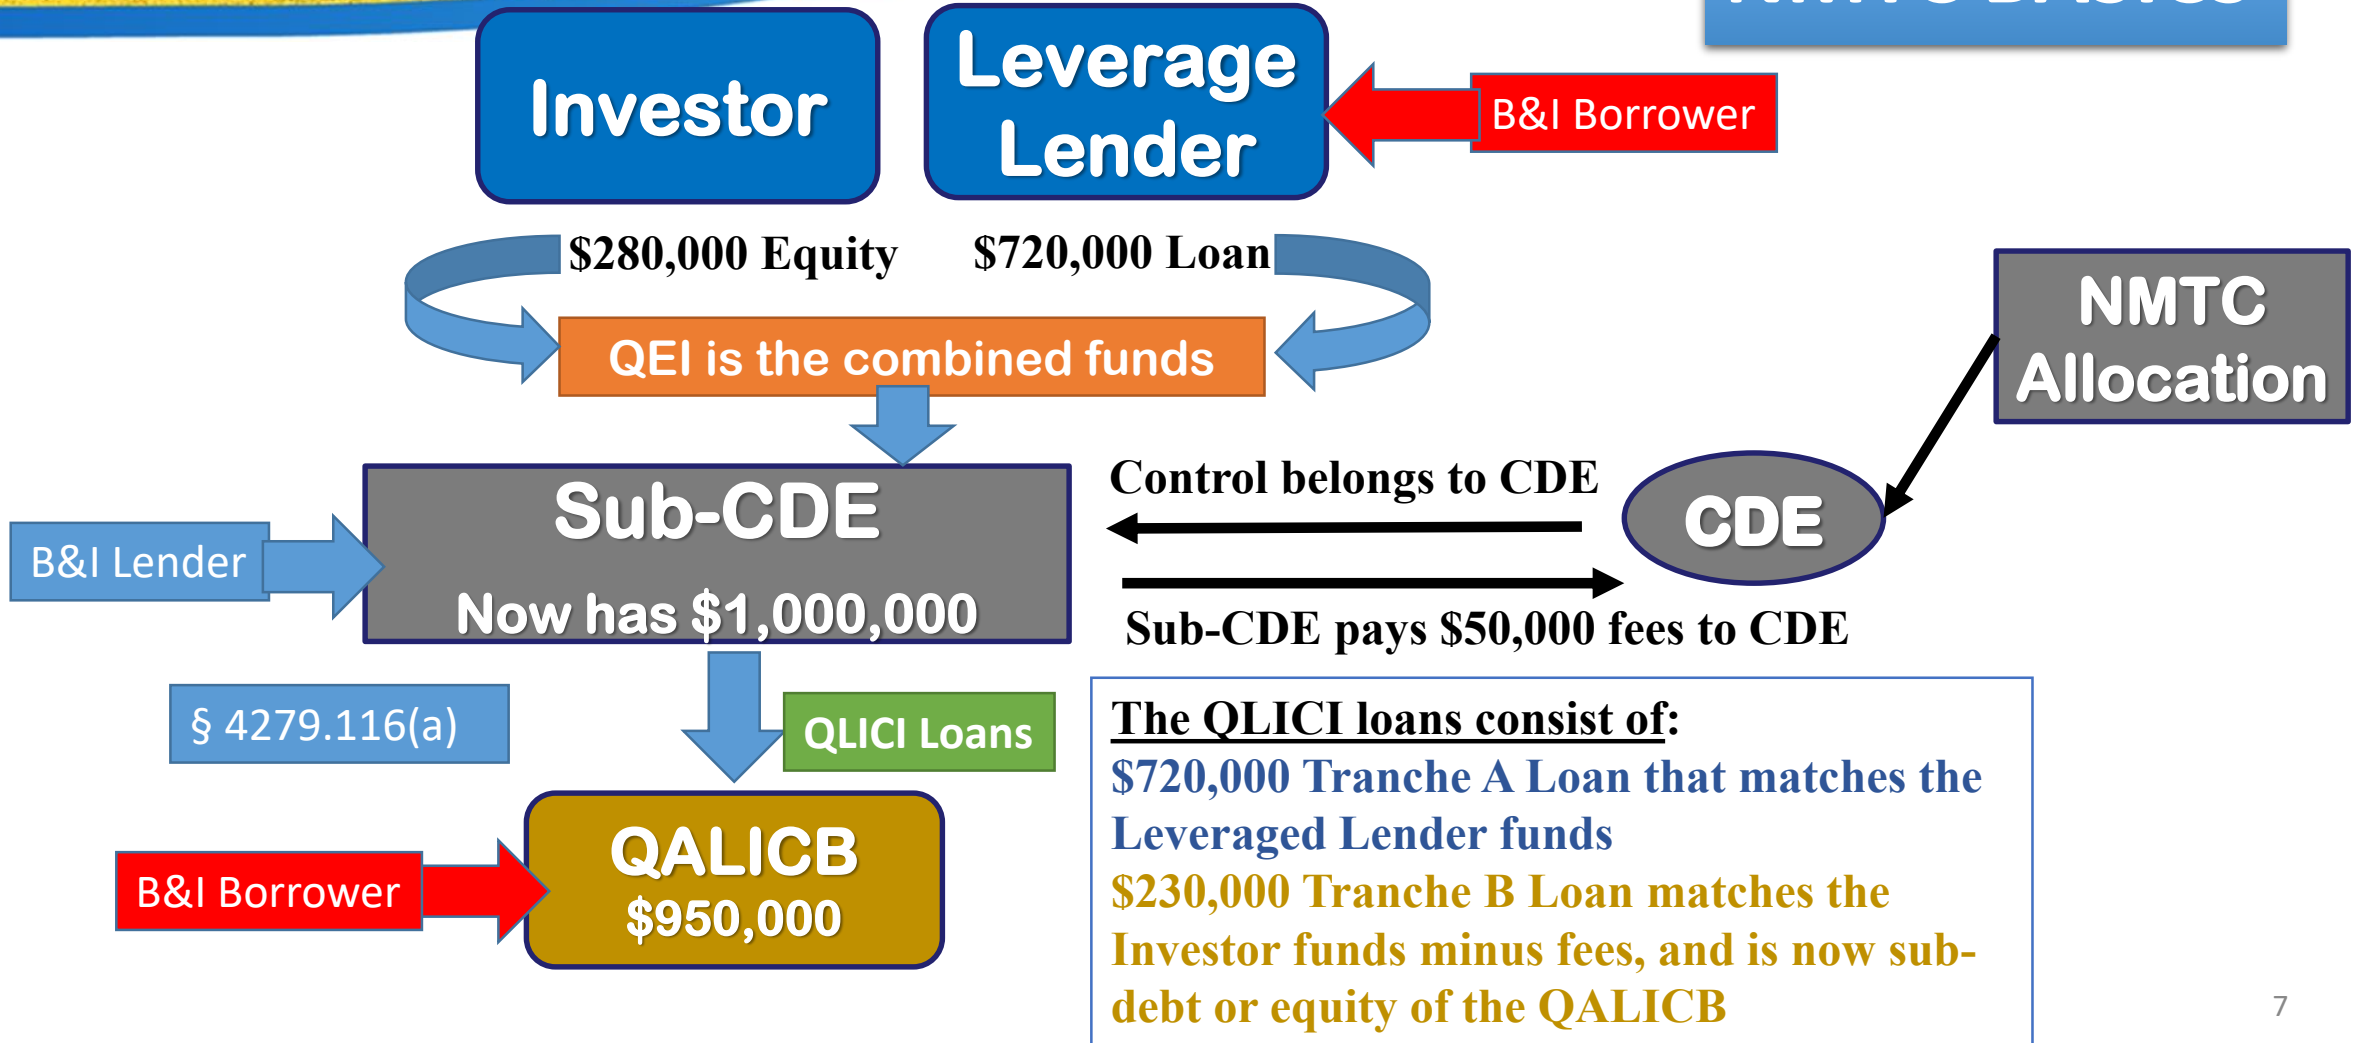 NMTC BASICS
Investor
Leverage
Lender
B&I Borrower
$280,000 Equity
$720,000 Loan
QEI is the combined funds
NMTC
Allocation
Sub-CDE
Now has $1,000,000
Control belongs to CDE
CDE
B&I Lender
Sub-CDE pays $50,000 fees to CDE
§ 4279.116(a)
QLICI Loans
The QLICI loans consist of:
$720,000 Tranche A Loan that matches the
Leveraged Lender funds
$230,000 Tranche B Loan matches the
Investor funds minus fees, and is now sub-
debt or equity of the QALICB
QALICB
$950,000
B&I Borrower
7